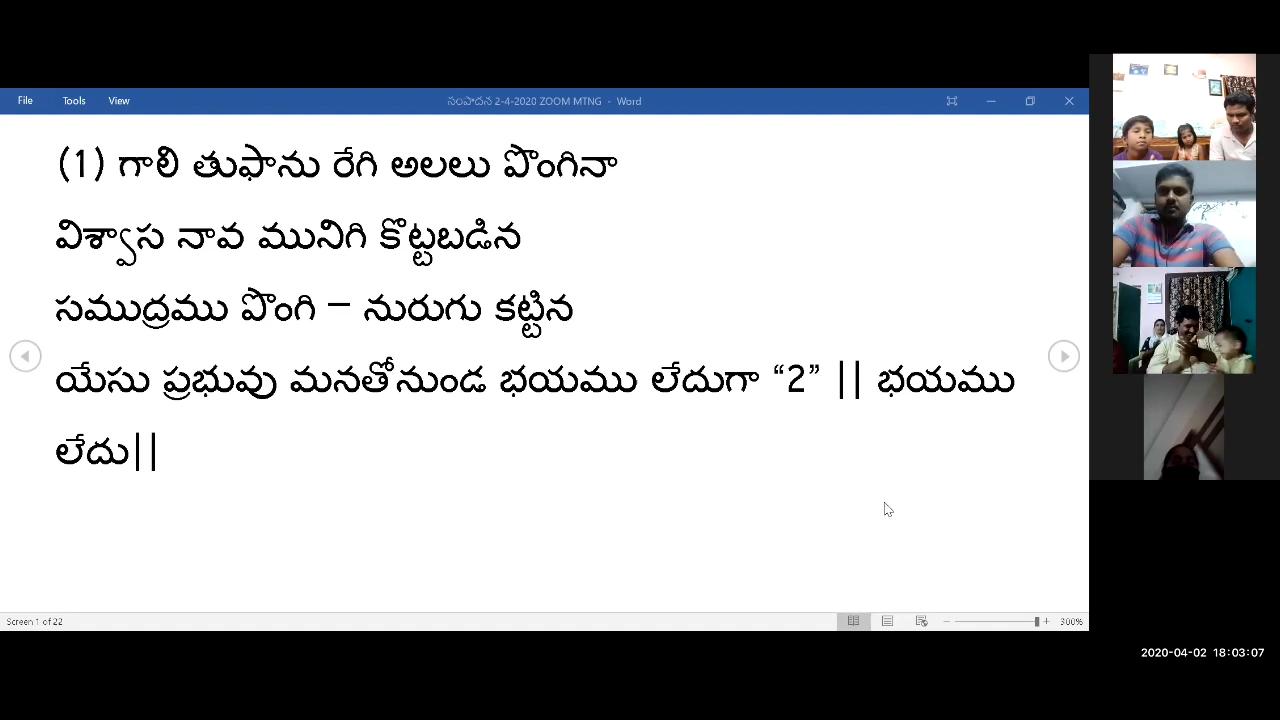 File Tools View సంపాదన 2-4-2020 ZOOM MTNG - Word
(1) గాలి తుఫాను రేగి అలలు పొంగినా
విశ్వాస నావ మునిగి కొట్టబడిన
సముద్రము పొంగి – నురుగు కట్టిన
యేసు ప్రభువు మనతోనుండ భయము లేదుగా “2” || భయము
లేదు||
Screen 1 of 22 300%
2020-04-02 18:03:07